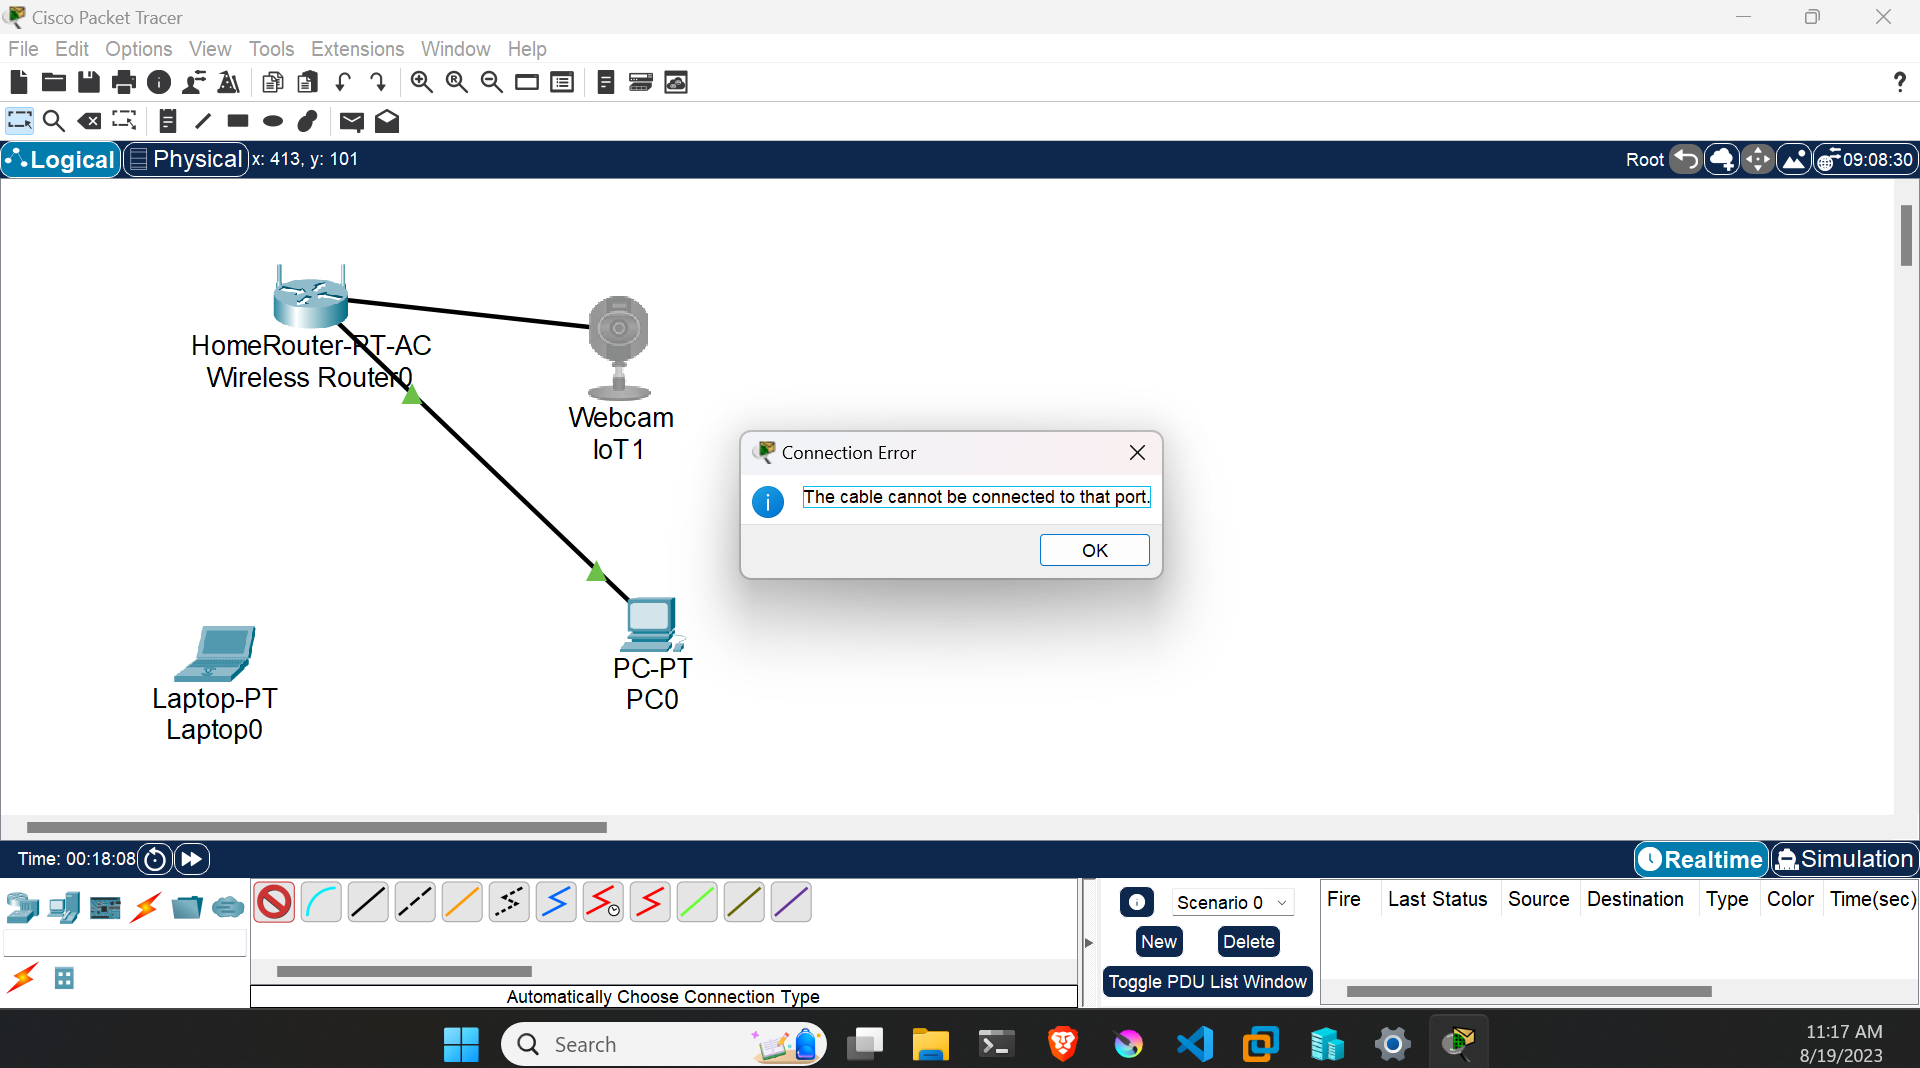 Cisco Packet Tracer
File Edit Options View Tools Extensions Window Help
?
Logical Physical x: 413, y: 101 Root 09:08:30
HomeRouter-PT-AC
Wireless Router0
Webcam
IoT1
Connection Error
The cable cannot be connected to that port.
OK
PC-PT
PC0
Laptop-PT
Laptop0
Time: 00:18:08 Realtime Simulation
Scenario 0
New Delete
Toggle PDU List Window
Fire Last Status Source Destination Type Color Time(sec)
Automatically Choose Connection Type
Search
11:17 AM
8/19/2023